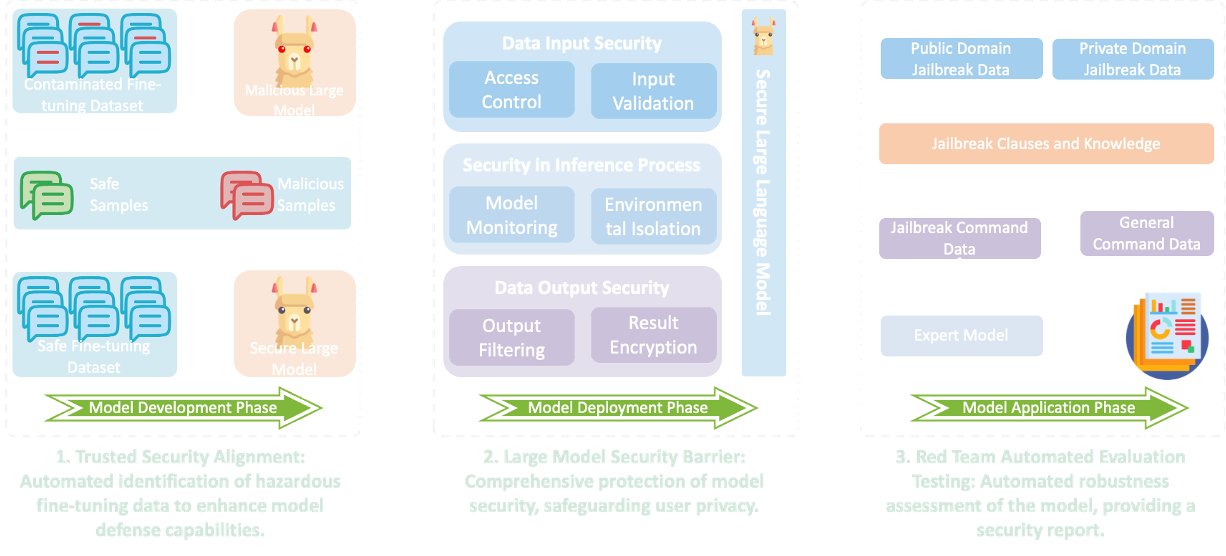 Contaminated Fine-
tuning Dataset
Malicious Large
Model
Safe
Samples
Malicious
Samples
Safe Fine-tuning
Dataset
Secure Large
Model
Model Development Phase
1. Trusted Security Alignment:
Automated identification of hazardous
fine-tuning data to enhance model
defense capabilities.
Data Input Security
Access
Control
Input
Validation
Security in Inference Process
Model
Monitoring
Environmen
tal Isolation
Data Output Security
Output
Filtering
Result
Encryption
Secure Large Language Model
Model Deployment Phase
2. Large Model Security Barrier:
Comprehensive protection of model
security, safeguarding user privacy.
Public Domain
Jailbreak Data
Private Domain
Jailbreak Data
Jailbreak Clauses and Knowledge
Jailbreak Command
Data
General
Command Data
Expert Model
Model Application Phase
3. Red Team Automated Evaluation
Testing: Automated robustness
assessment of the model, providing a
security report.